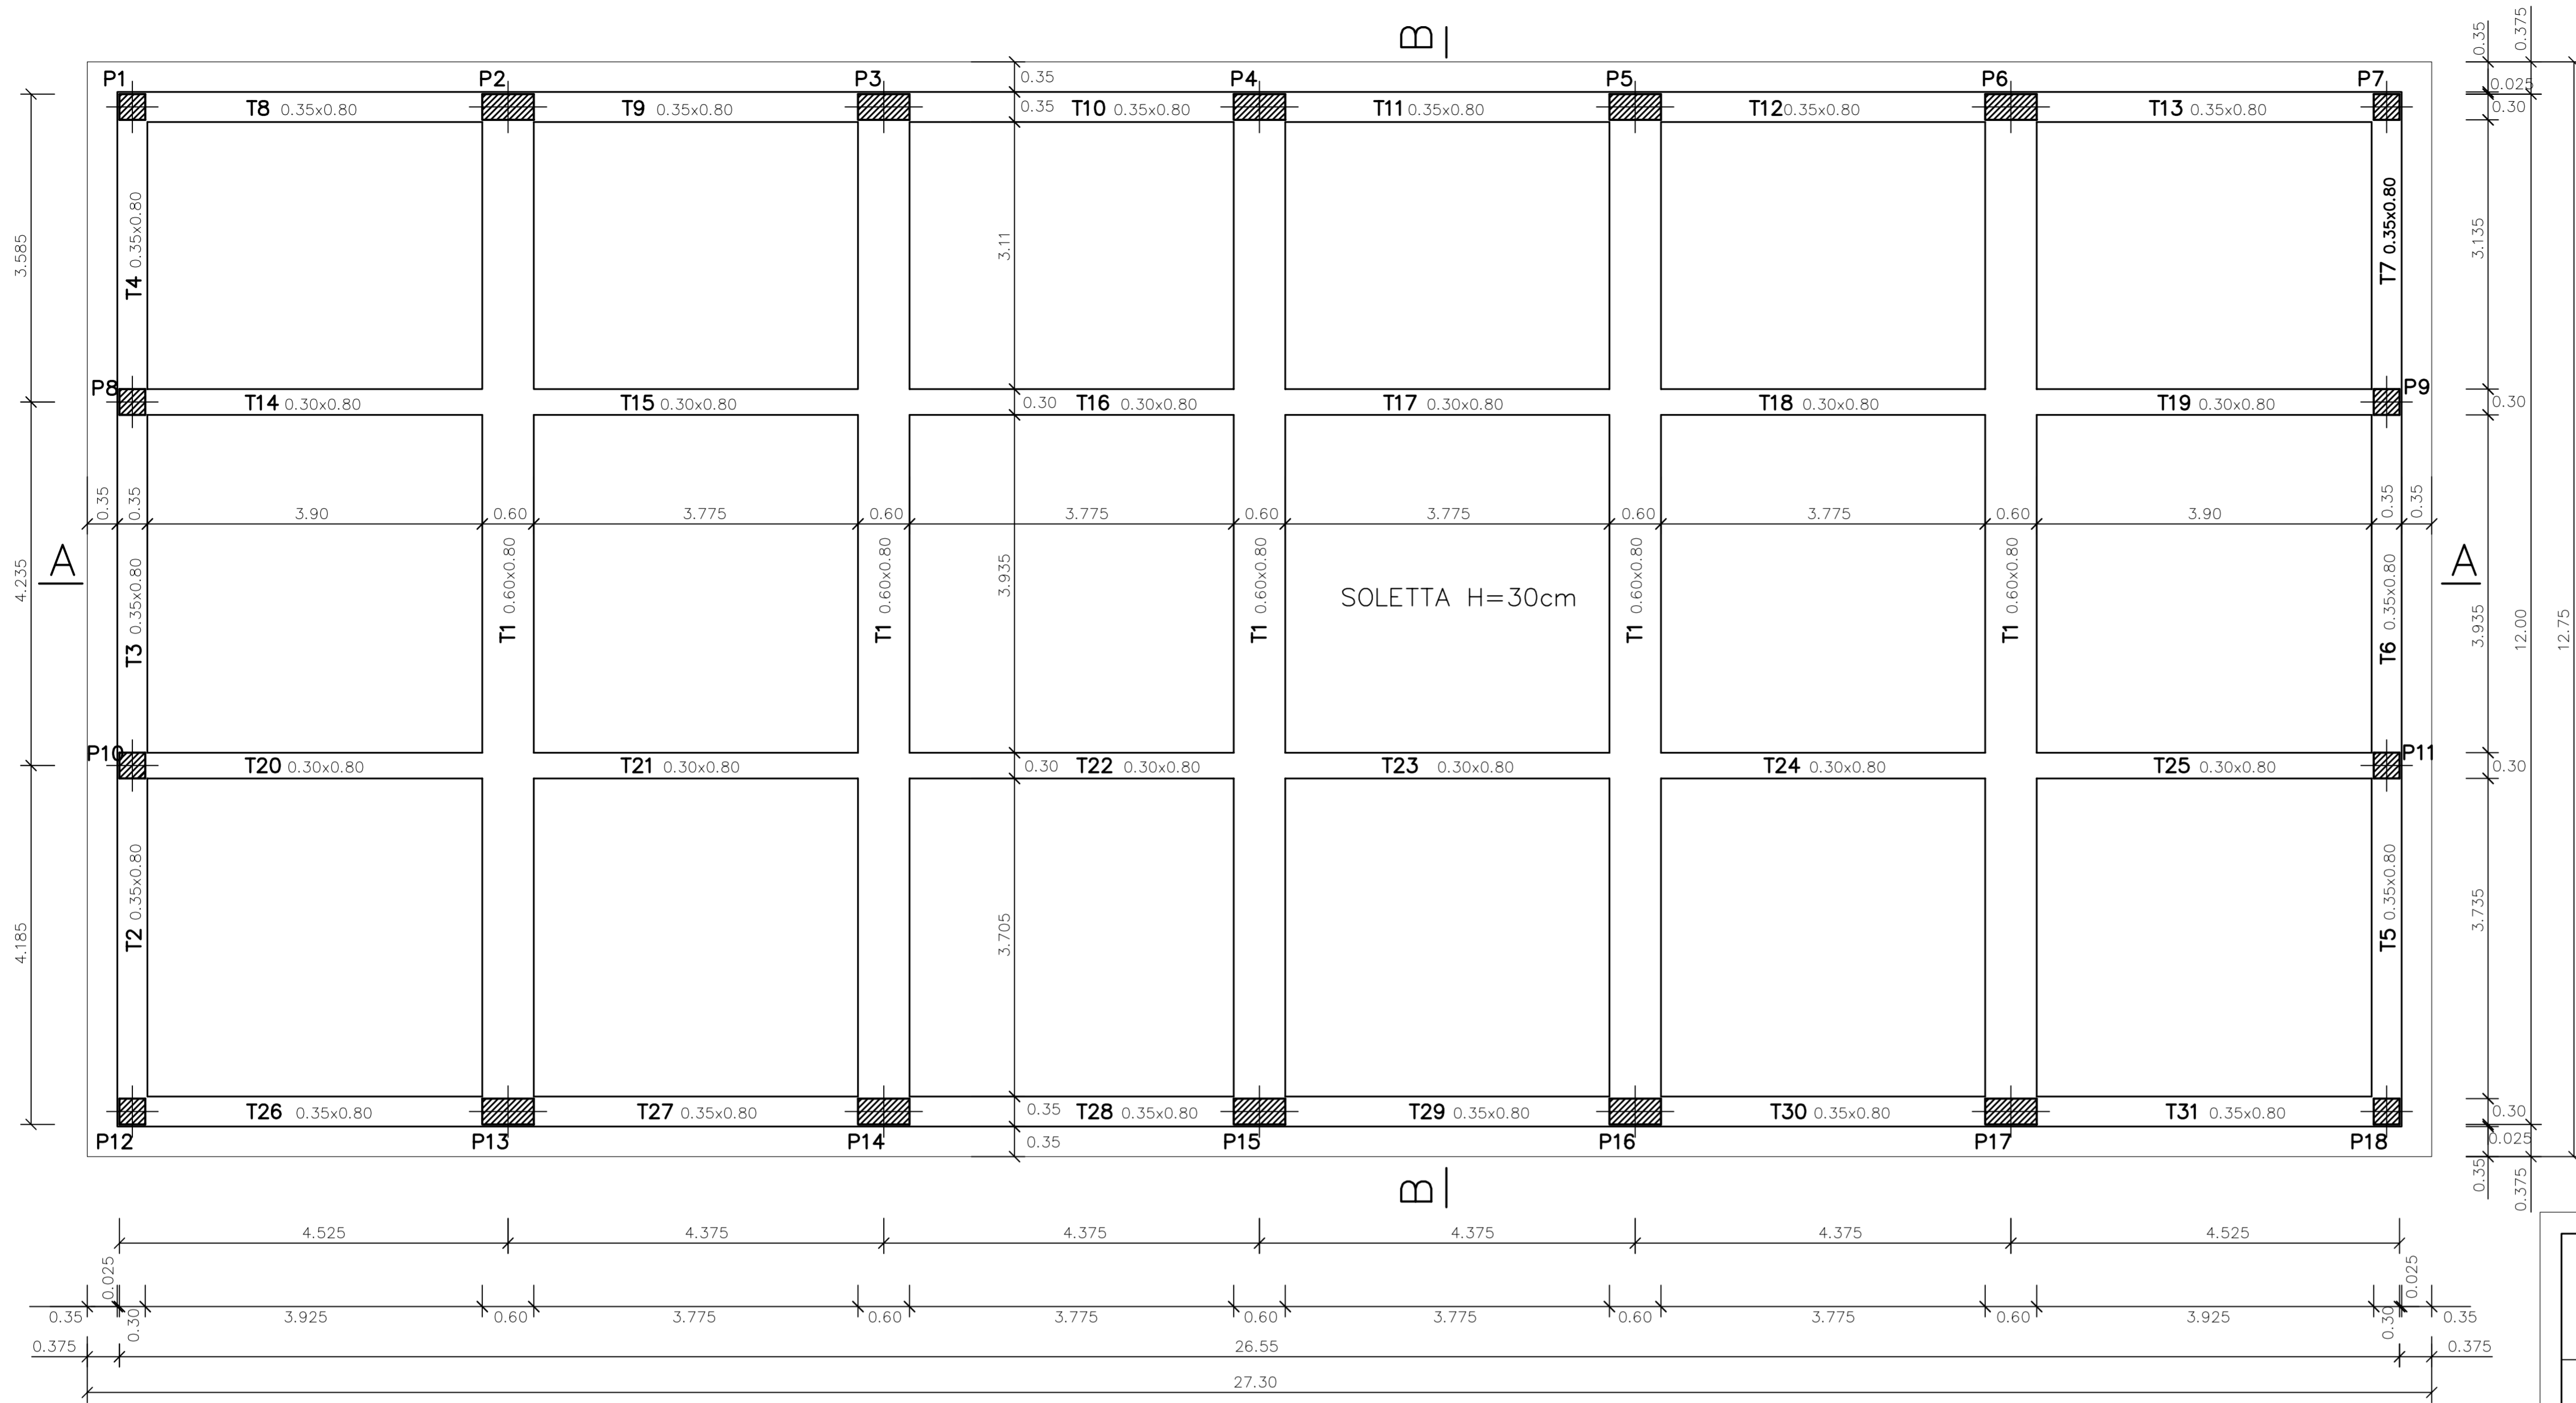 B
0.35
0.375
P1
P2
P3
P4
P5
P6
P7
0.35
0.025
T8 0.35x0.80
T9 0.35x0.80
0.35
T10 0.35x0.80
T11 0.35x0.80
T12 0.35x0.80
T13 0.35x0.80
0.30
3.585
T4 0.35x0.80
3.11
T7 0.35x0.80
3.135
P8
T14 0.30x0.80
T15 0.30x0.80
0.30
T16 0.30x0.80
T17 0.30x0.80
T18 0.30x0.80
T19 0.30x0.80
P9
0.30
0.35
0.35
3.90
0.60
3.775
0.60
3.775
0.60
3.775
0.60
3.775
0.60
3.90
0.35
0.35
4.235
A
T3 0.35x0.80
T1 0.60x0.80
T1 0.60x0.80
3.935
T1 0.60x0.80
SOLETTA H=30cm
T1 0.60x0.80
T1 0.60x0.80
T6 0.35x0.80
A
3.935
12.00
12.75
P10
T20 0.30x0.80
T21 0.30x0.80
0.30
T22 0.30x0.80
T23 0.30x0.80
T24 0.30x0.80
T25 0.30x0.80
P11
0.30
4.185
T2 0.35x0.80
3.705
T5 0.35x0.80
3.735
T26 0.35x0.80
T27 0.35x0.80
0.35
T28 0.35x0.80
T29 0.35x0.80
T30 0.35x0.80
T31 0.35x0.80
0.30
P12
P13
P14
0.35
P15
P16
P17
P18
0.025
0.35
0.375
B
4.525
4.375
4.375
4.375
4.375
4.525
0.025
0.025
0.35
0.30
3.925
0.60
3.775
0.60
3.775
0.60
3.775
0.60
3.775
0.60
3.925
0.30
0.35
0.375
26.55
0.375
27.30